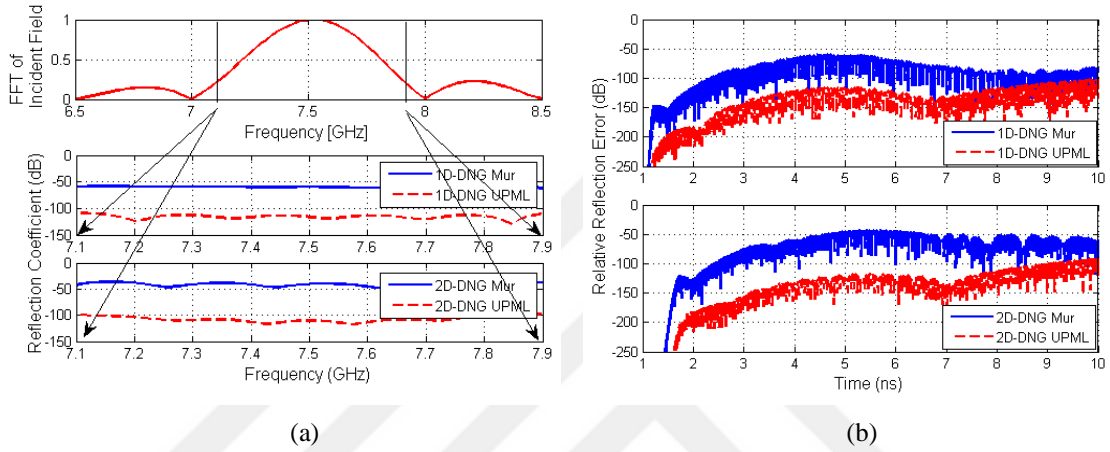 FFT of
Incident Field
1
0.5
0
6.5 7 7.5 8 8.5
Frequency [GHz]
Reflection Coefficient (dB)
0
-50
-100
-150
1D-DNG Mur
1D-DNG UPML
7.1 7.2 7.3 7.4 7.5 7.6 7.7 7.8 7.9
0
-50
-100
-150
2D-DNG Mur
2D-DNG UPML
7.1 7.2 7.3 7.4 7.5 7.6 7.7 7.8 7.9
Frequency (GHz)
(a)
Relative Reflection Error (dB)
0
-50
-100
-150
-200
-250
1D-DNG Mur
1D-DNG UPML
1 2 3 4 5 6 7 8 9 10
0
-50
-100
-150
-200
-250
2D-DNG Mur
2D-DNG UPML
1 2 3 4 5 6 7 8 9 10
Time (ns)
(b)